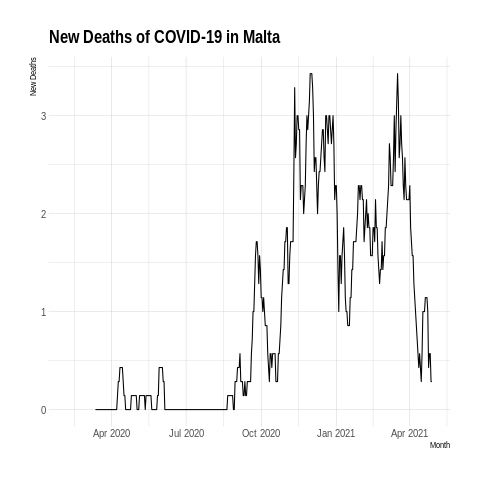 New Deaths of COVID-19 in Malta
New Deaths
3
2
1
0
Apr 2020 Jul 2020 Oct 2020 Jan 2021 Apr 2021
Month